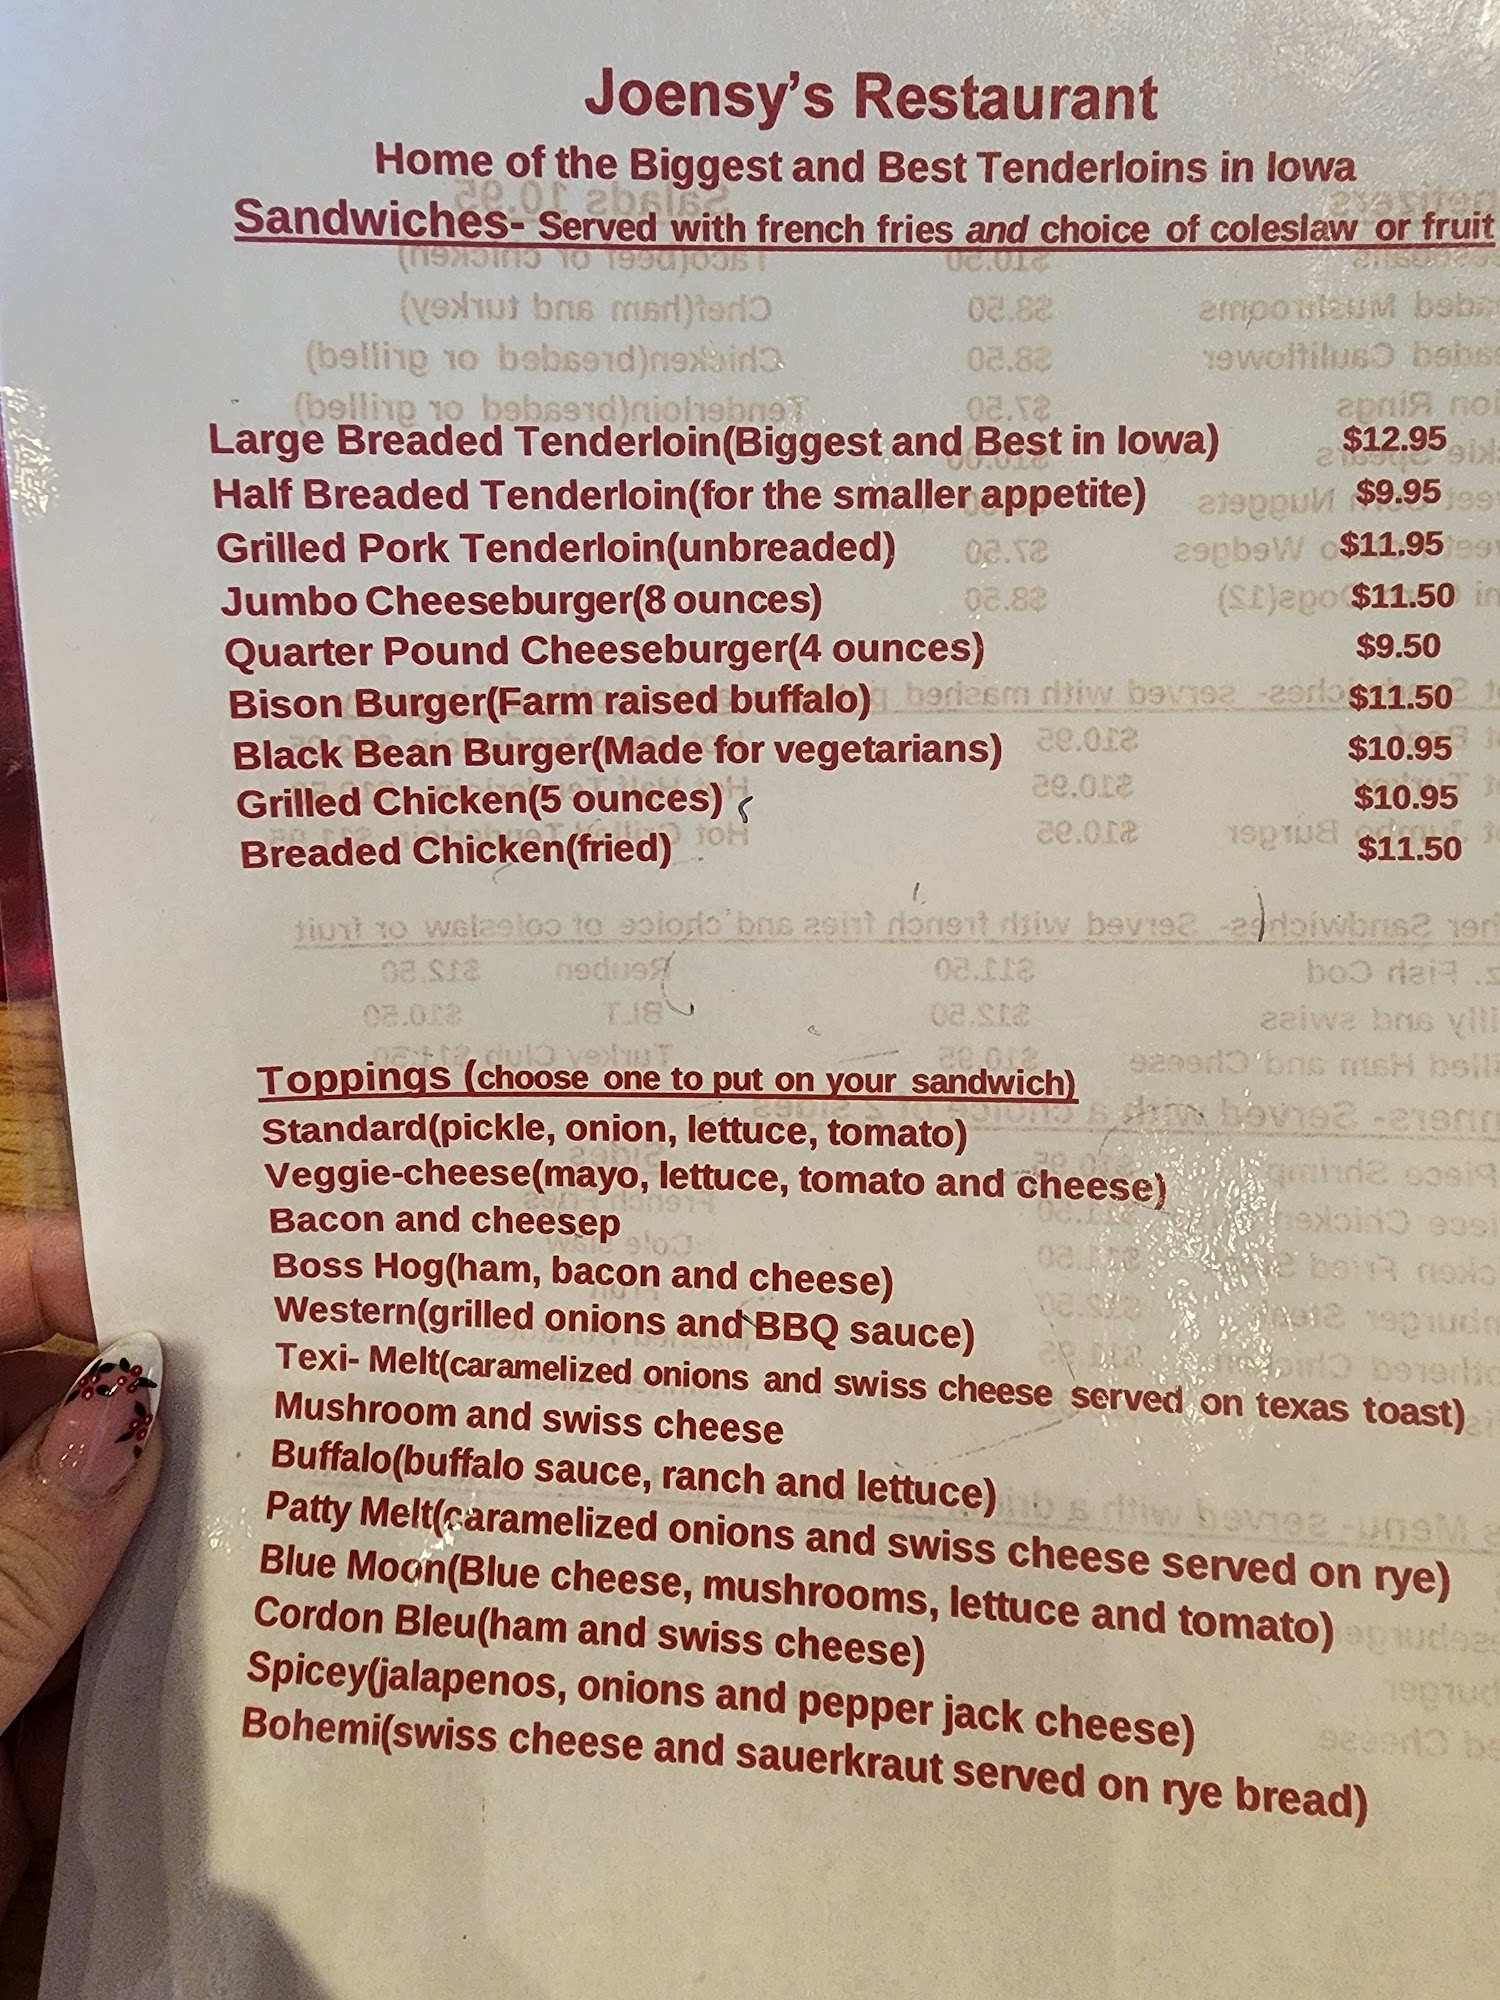 Joensy's Restaurant
Home of the Biggest and Best Tenderloins in Iowa
Sandwiches- Served with french fries and choice of coleslaw or fruit
Large Breaded Tenderloin(Biggest and Best in Iowa) $12.95
Half Breaded Tenderloin(for the smaller appetite) $9.95
Grilled Pork Tenderloin(unbreaded) $11.95
Jumbo Cheeseburger(8 ounces) $11.50
Quarter Pound Cheeseburger(4 ounces) $9.50
Bison Burger(Farm raised buffalo) $11.50
Black Bean Burger(Made for vegetarians) $10.95
Grilled Chicken(5 ounces) $10.95
Breaded Chicken(fried) $11.50
Toppings (choose one to put on your sandwich)
Standard(pickle, onion, lettuce, tomato)
Veggie-cheese(mayo, lettuce, tomato and cheese)
Bacon and cheesep
Boss Hog(ham, bacon and cheese)
Western(grilled onions and BBQ sauce)
Texi- Melt(caramelized onions and swiss cheese served on texas toast)
Mushroom and swiss cheese
Buffalo(buffalo sauce, ranch and lettuce)
Patty Melt(caramelized onions and swiss cheese served on rye)
Blue Moon(Blue cheese, mushrooms, lettuce and tomato)
Cordon Bleu(ham and swiss cheese)
Spicey(jalapenos, onions and pepper jack cheese)
Bohemi(swiss cheese and sauerkraut served on rye bread)